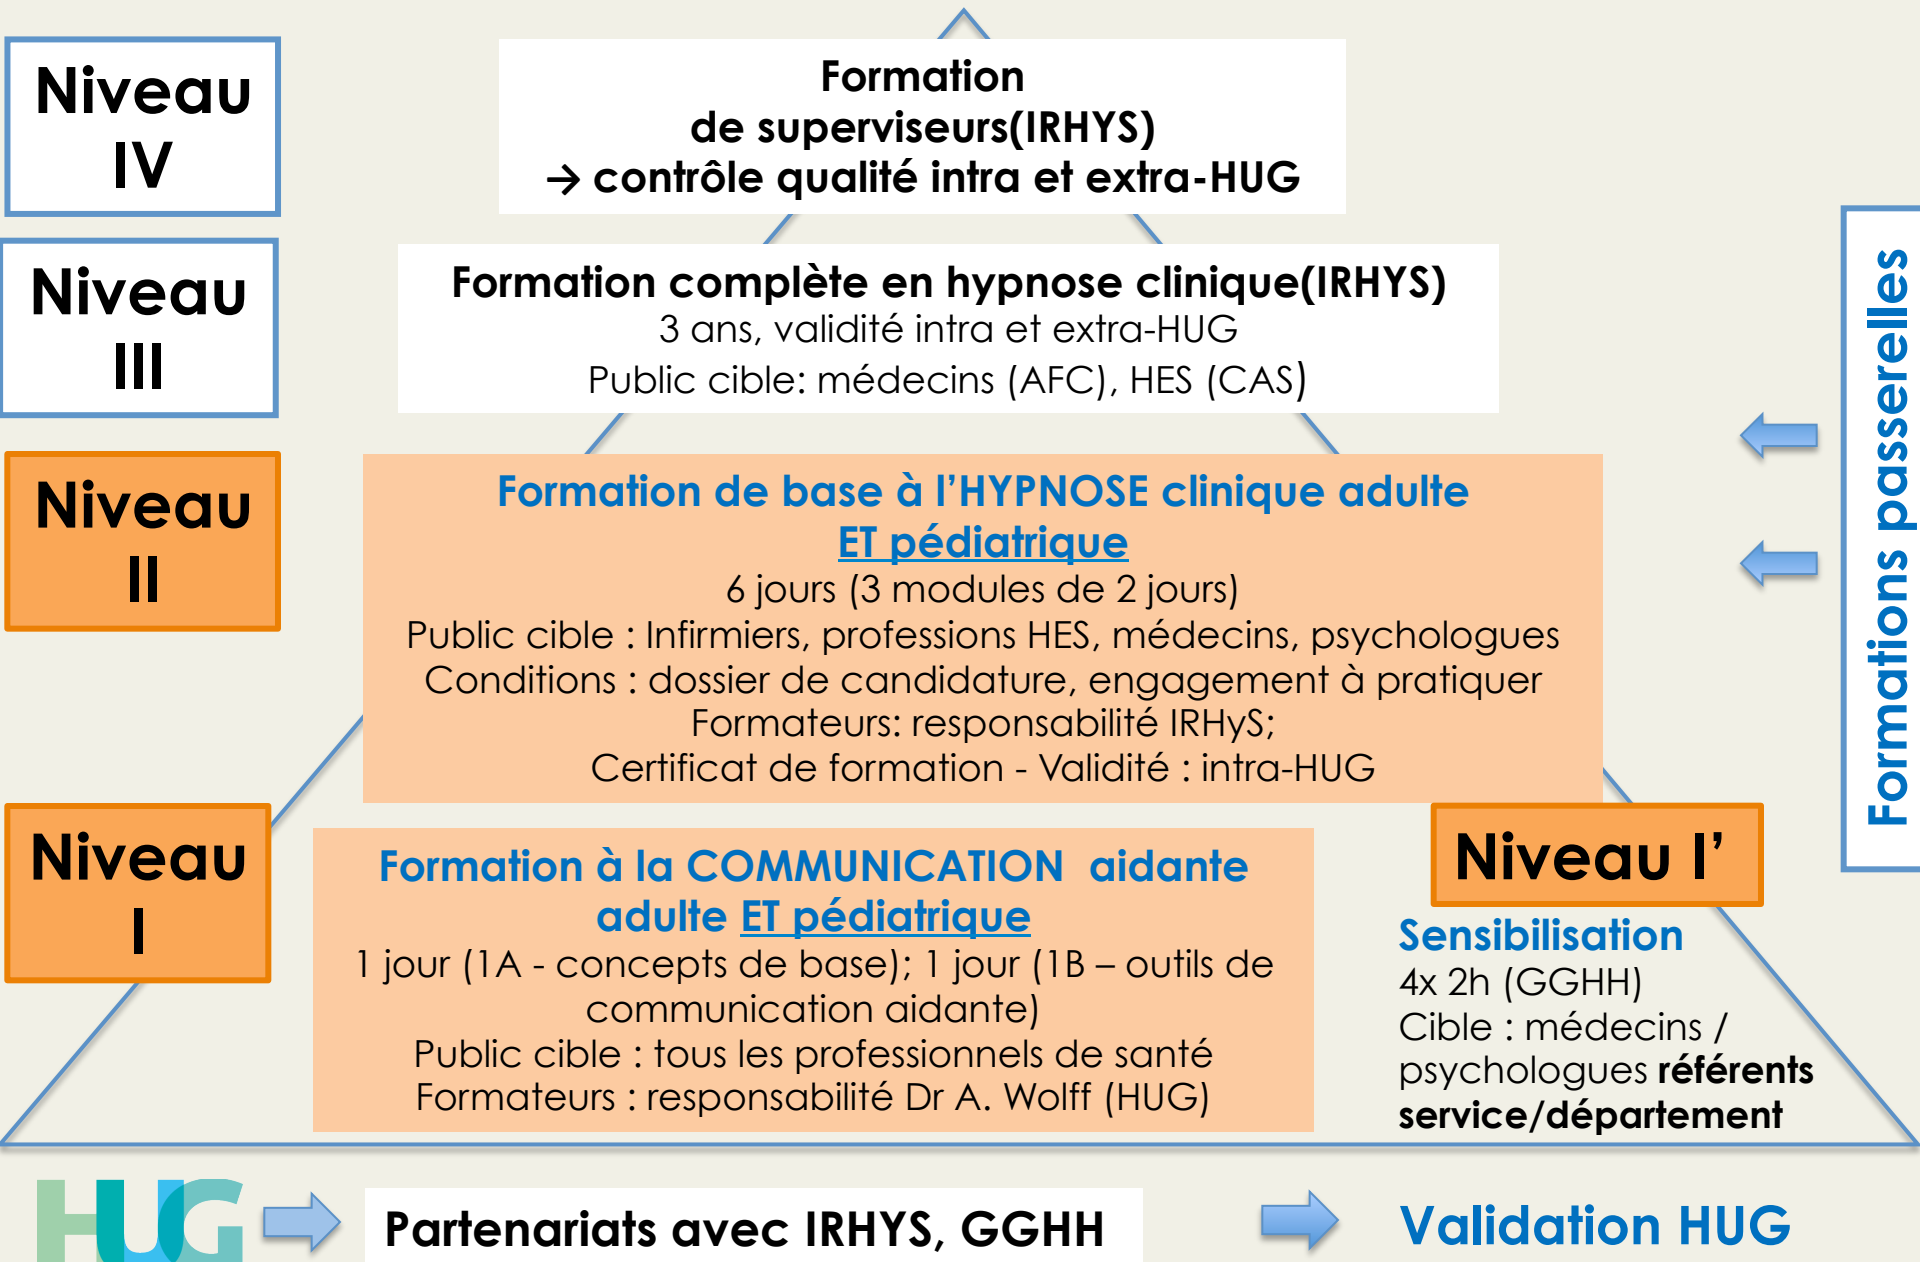 Niveau
IV
Formation
de superviseurs(IRHYS)
→ contrôle qualité intra et extra-HUG
Niveau
III
Formation complète en hypnose clinique(IRHYS)
3 ans, validité intra et extra-HUG
Public cible: médecins (AFC), HES (CAS)
Formations passerelles
Niveau
II
Formation de base à l’HYPNOSE clinique adulte
ET pédiatrique
6 jours (3 modules de 2 jours)
Public cible : Infirmiers, professions HES, médecins, psychologues
Conditions : dossier de candidature, engagement à pratiquer
Formateurs: responsabilité IRHyS;
Certificat de formation - Validité : intra-HUG
Niveau
I
Formation à la COMMUNICATION aidante
adulte ET pédiatrique
1 jour (1A - concepts de base); 1 jour (1B – outils de
communication aidante)
Public cible : tous les professionnels de santé
Formateurs : responsabilité Dr A. Wolff (HUG)
Niveau I’
Sensibilisation
4x 2h (GGHH)
Cible : médecins /
psychologues référents
service/département
HUG
Partenariats avec IRHYS, GGHH
Validation HUG